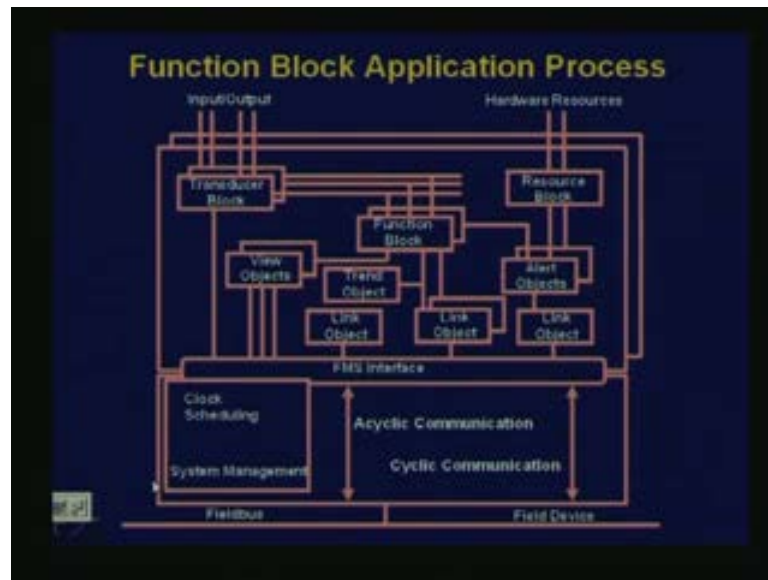 Function Block Application Process
Input/Output
Hardware Resources
Transducer
Block
Resource
Block
Function
Block
View
Objects
Trend
Object
Alert
Objects
Link
Object
Link
Object
Link
Object
FMS Interface
Clock
Scheduling
Acyclic Communication
Cyclic Communication
System Management
Fieldbus
Field Device